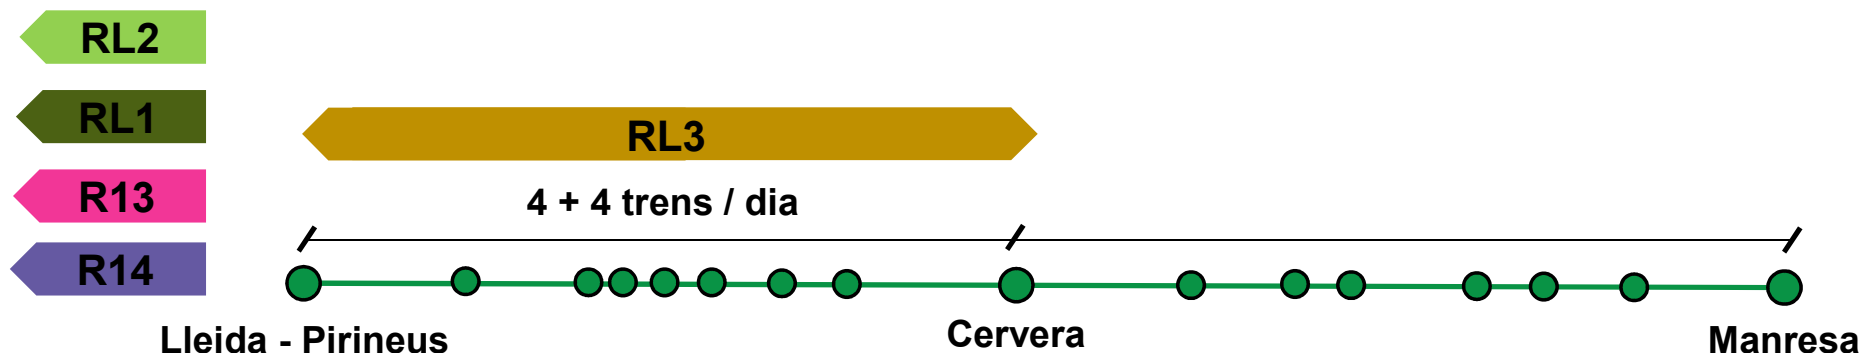 RL2
RL1
RL3
R13
4 + 4 trens / dia
R14
Lleida - Pirineus
Cervera
Manresa